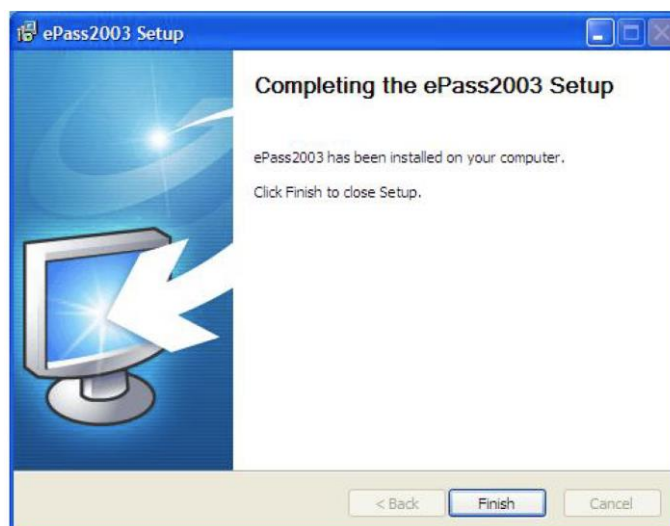 ePass2003 Setup
Completing the ePass2003 Setup
ePass2003 has been installed on your computer.
Click Finish to close Setup.
< Back
Finish
Cancel